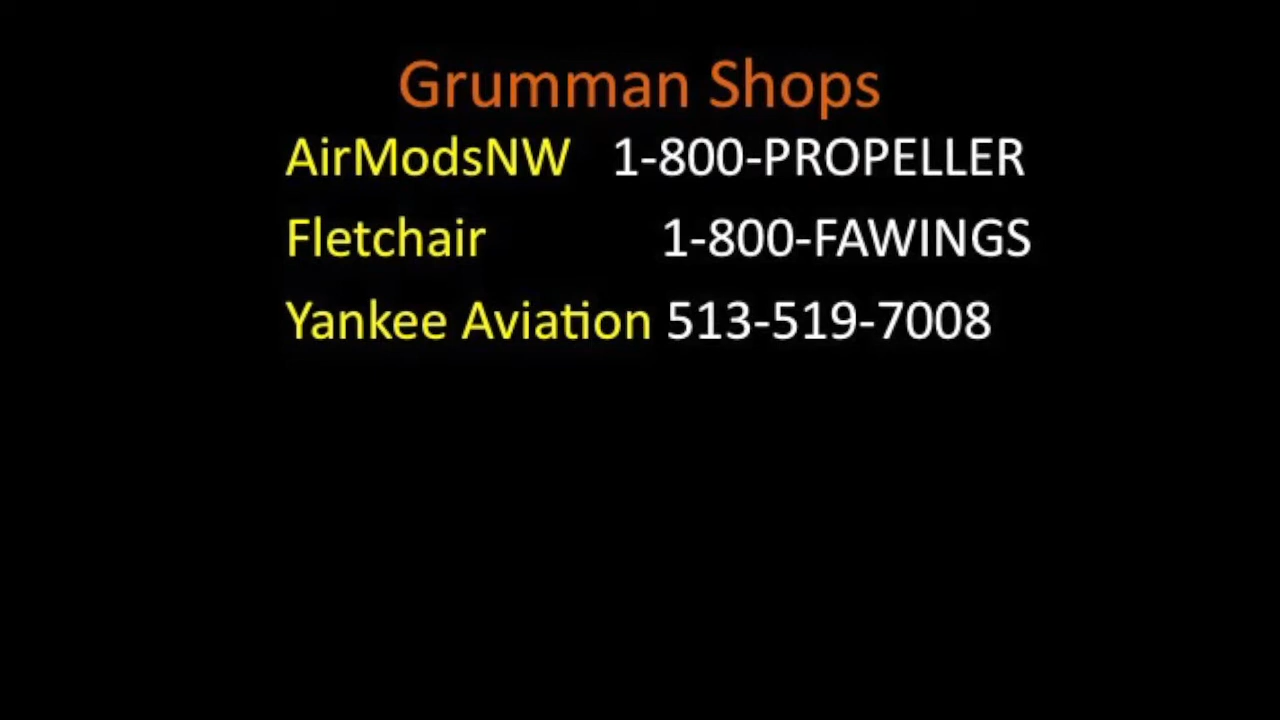 Grumman Shops
AirModsNW 1-800-PROPELLER
Fletchair 1-800-FAWINGS
Yankee Aviation 513-519-7008